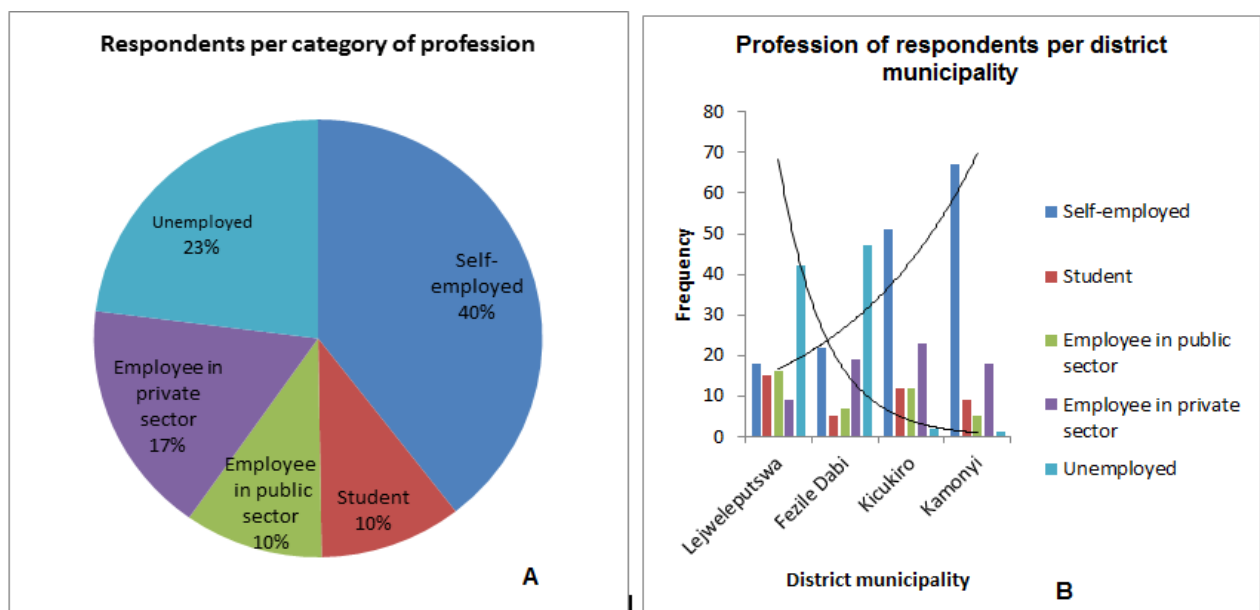 Respondents per category of profession
Unemployed
23%
Self-
employed
40%
Employee in
private
sector
17%
Employee
in public
sector
10%
Student
10%
A
Profession of respondents per district
municipality
Frequency
80
70
60
50
40
30
20
10
0
Lejweleputswa
Fezile Dabi
Kicukiro
Kamonyi
District municipality
Self-employed
Student
Employee in public
sector
Employee in private
sector
Unemployed
B